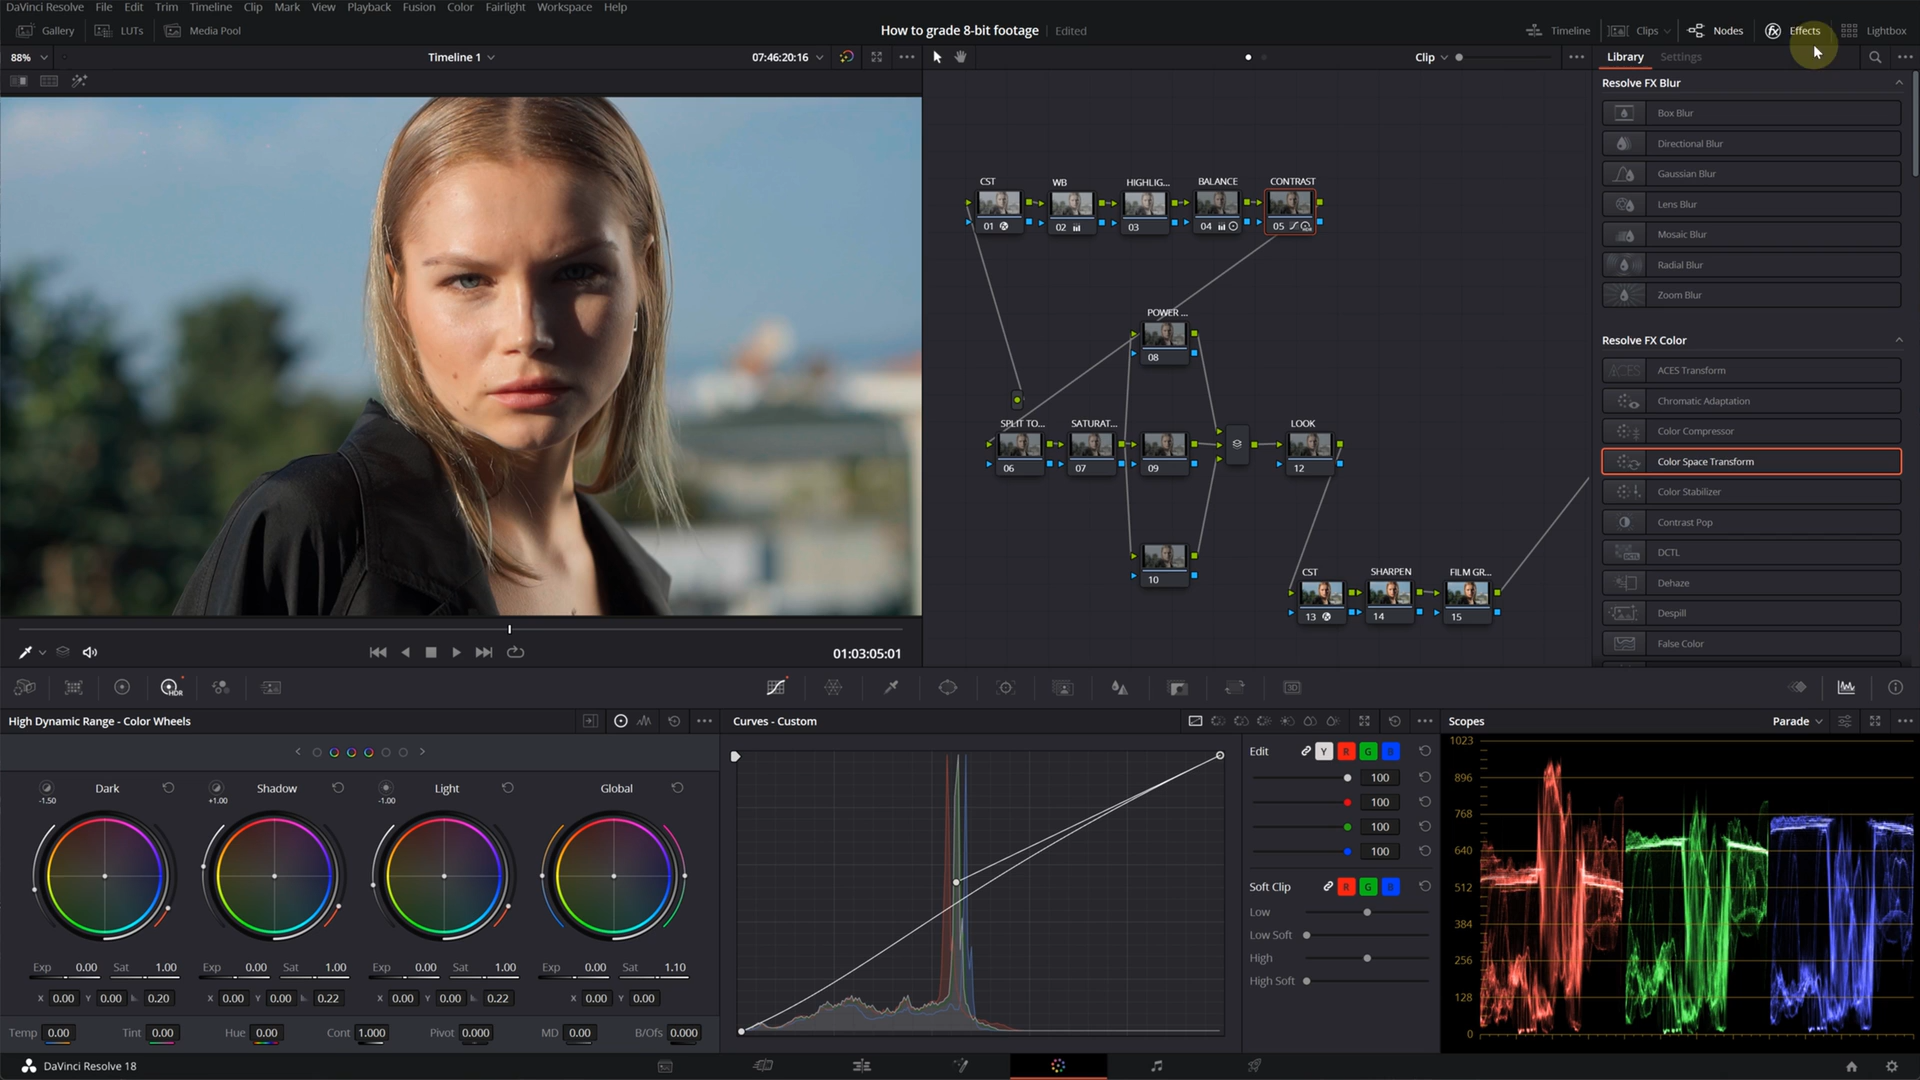 DaVinci Resolve File Edit Trim Timeline Clip Mark View Playback Fusion Color Fairlight Workspace Help
Gallery LUTs Media Pool How to grade 8-bit footage Edited Timeline Clips Nodes Effects Lightbox
88% Timeline 1 07:46:20:16 Clip Library Settings
Resolve FX Blur
Box Blur
Directional Blur
Gaussian Blur
Lens Blur
Mosaic Blur
Radial Blur
Zoom Blur
Resolve FX Color
ACES Transform
Chromatic Adaptation
Color Compressor
Color Space Transform
Color Stabilizer
Contrast Pop
DCTL
Dehaze
Despill
False Color
CST WB HIGHLIG... BALANCE CONTRAST
01 02 03 04 05
POWER ...
08
SPLIT TO... SATURAT... LOOK
06 07 09 12
10
CST SHARPEN FILM GR...
13 14 15
01:03:05:01
HDR 3D
High Dynamic Range - Color Wheels
Dark Shadow Light Global
-1.50 +1.00 -1.00
Exp 0.00 Sat 1.00 Exp 0.00 Sat 1.00 Exp 0.00 Sat 1.00 Exp 0.00 Sat 1.10
X 0.00 Y 0.00 0.20 X 0.00 Y 0.00 0.22 X 0.00 Y 0.00 0.22 X 0.00 Y 0.00
Temp 0.00 Tint 0.00 Hue 0.00 Cont 1.000 Pivot 0.000 MD 0.00 B/Ofs 0.000
Curves - Custom
Edit Y R G B
100
100
100
100
Soft Clip R G B
Low
Low Soft
High
High Soft
Scopes Parade
1023
896
768
640
512
384
256
128
0
DaVinci Resolve 18